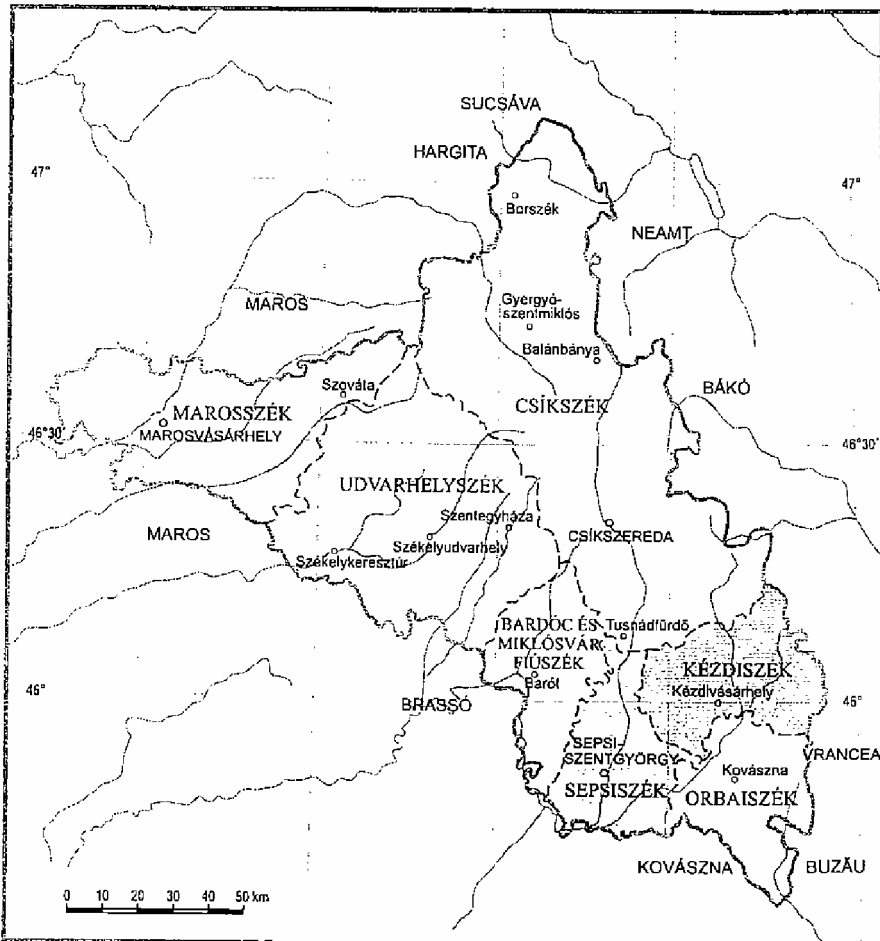 SUCSÁVA
HARGITA
47°
47°
Borszék
NEAMT
Gyergyó-
szentmiklós
MAROS
Balánbánya
BÁKÓ
Szováta
CSÍKSZÉK
MAROSSZÉK
MAROSVÁSÁRHELY
46°30'
46°30'
UDVARHELYSZÉK
Szentegyháza
CSÍKSZEREDA
MAROS
Székelyudvarhely
Székelykeresztúr
BARDÓC ÉS
MIKLÓSVÁR
FIÚSZÉK
Tusnádfürdő
KÉZDISZÉK
Barót
46°
46°
Kézdivásárhely
BRASSÓ
SEPSI-
SZENTGYÖRGY
VRANCEA
Kovászna
SEPSISZÉK
ORBAISZÉK
KOVÁSZNA
BUZĂU
0 10 20 30 40 50 km